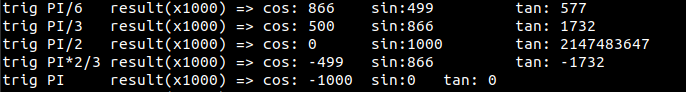 trig PI/6 result(x1000) => cos: 866 sin:499 tan: 577
trig PI/3 result(x1000) => cos: 500 sin:866 tan: 1732
trig PI/2 result(x1000) => cos: 0 sin:1000 tan: 2147483647
trig PI*2/3 result(x1000) => cos: -499 sin:866 tan: -1732
trig PI result(x1000) => cos: -1000 sin:0 tan: 0